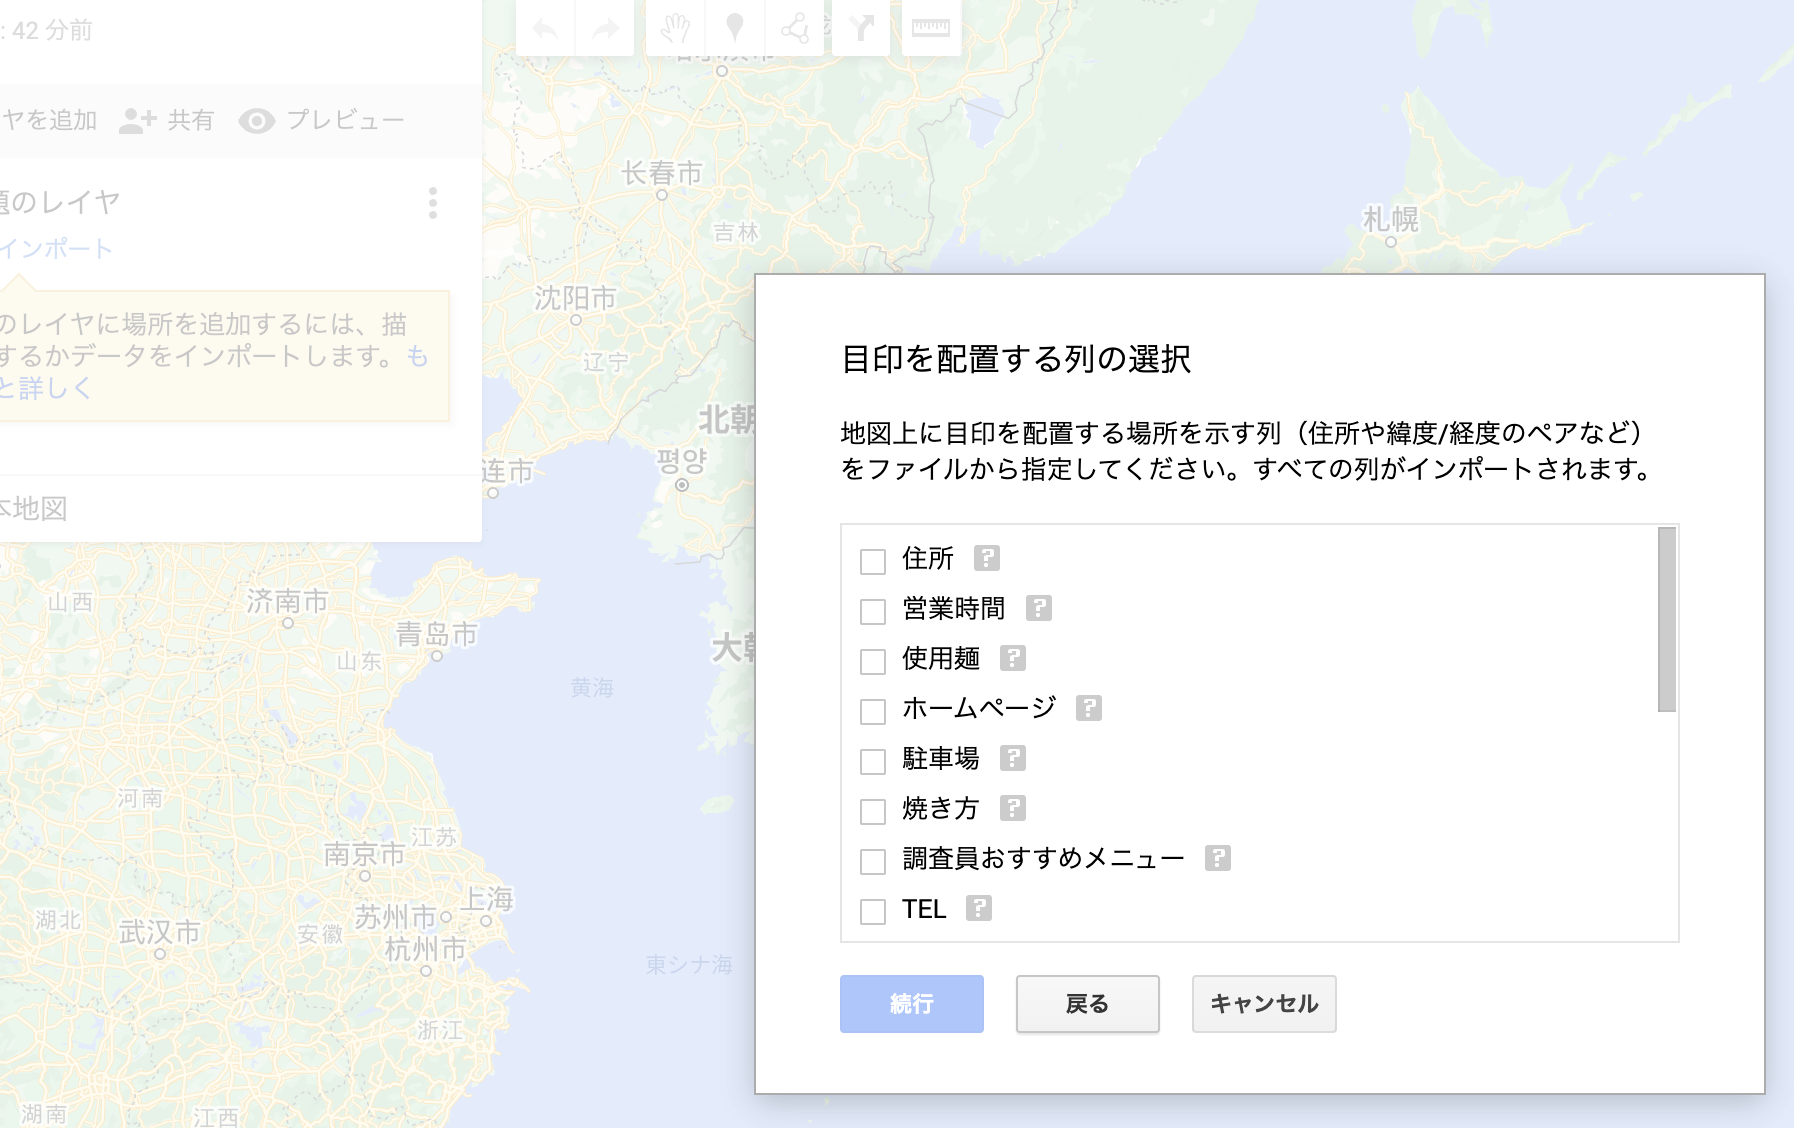 : 42 分前
ヤを追加
共有
プレビュー
題のレイヤ
インポート
のレイヤに場所を追加するには、描
するかデータをインポートします。も
と詳しく
本地図
长春市
吉林
沈阳市
辽宁
北朝
평양
连市
大韓
札幌
济南市
山西
青岛市
山东
黄海
河南
江苏
南京市
上海
苏州市
湖北
武汉市
安徽
杭州市
東シナ海
浙江
湖南
江西
目印を配置する列の選択
地図上に目印を配置する場所を示す列（住所や緯度/経度のペアなど）
をファイルから指定してください。すべての列がインポートされます。
住所 ?
営業時間 ?
使用麺 ?
ホームページ ?
駐車場 ?
焼き方 ?
調査員おすすめメニュー ?
TEL ?
続行
戻る
キャンセル